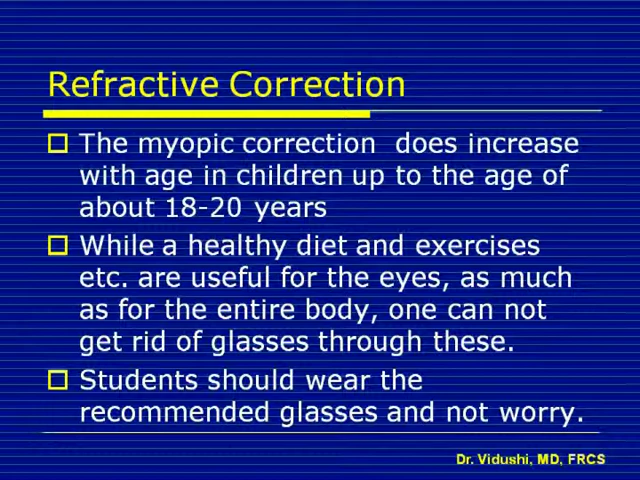 Refractive Correction
The myopic correction does increase
with age in children up to the age of
about 18-20 years
While a healthy diet and exercises
etc. are useful for the eyes, as much
as for the entire body, one can not
get rid of glasses through these.
Students should wear the
recommended glasses and not worry.
Dr. Vidushi, MD, FRCS